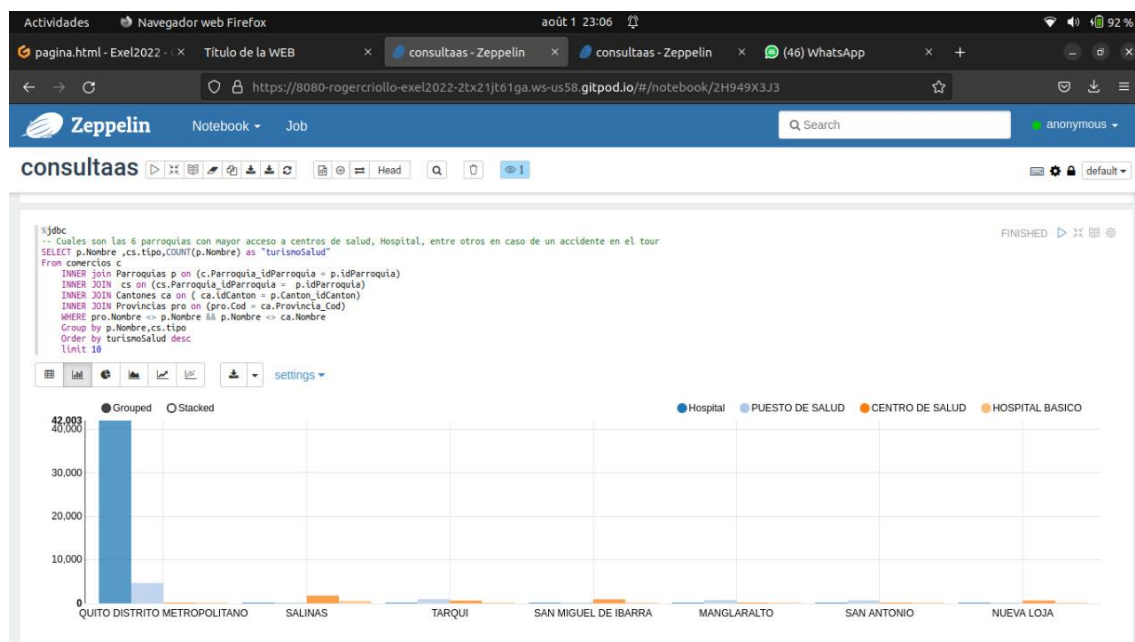 Actividades Navegador web Firefox août 1 23:06 92 %
pagina.html - Exel2022 - ( × Título de la WEB × consultaas - Zeppelin × consultaas - Zeppelin × (46) WhatsApp × +
https://8080-rogercriollo-exel2022-2tx21jt61ga.ws-us58.gitpod.io/#/notebook/2H949X3J3
Zeppelin Notebook Job Search anonymous
consultaas Head 1 default
%jdbc
-- Cuales son las 6 parroquias con mayor acceso a centros de salud, Hospital, entre otros en caso de un accidente en el tour
FINISHED
SELECT p.Nombre ,cs.tipo,COUNT(p.Nombre) as "turismoSalud"
From comercios c
INNER join Parroquias p on (c.Parroquia_idParroquia = p.idParroquia)
INNER JOIN cs on (cs.Parroquia_idParroquia = p.idParroquia)
INNER JOIN Cantones ca on ( ca.idCanton = p.Canton_idCanton)
INNER JOIN Provincias pro on (pro.Cod = ca.Provincia_Cod)
WHERE pro.Nombre <> p.Nombre && p.Nombre <> ca.Nombre
Group by p.Nombre,cs.tipo
Order by turismoSalud desc
limit 10
settings
Grouped Stacked Hospital PUESTO DE SALUD CENTRO DE SALUD HOSPITAL BASICO
42,003
40,000
30,000
20,000
10,000
0
QUITO DISTRITO METROPOLITANO SALINAS TARQUI SAN MIGUEL DE IBARRA MANGLARALTO SAN ANTONIO NUEVA LOJA